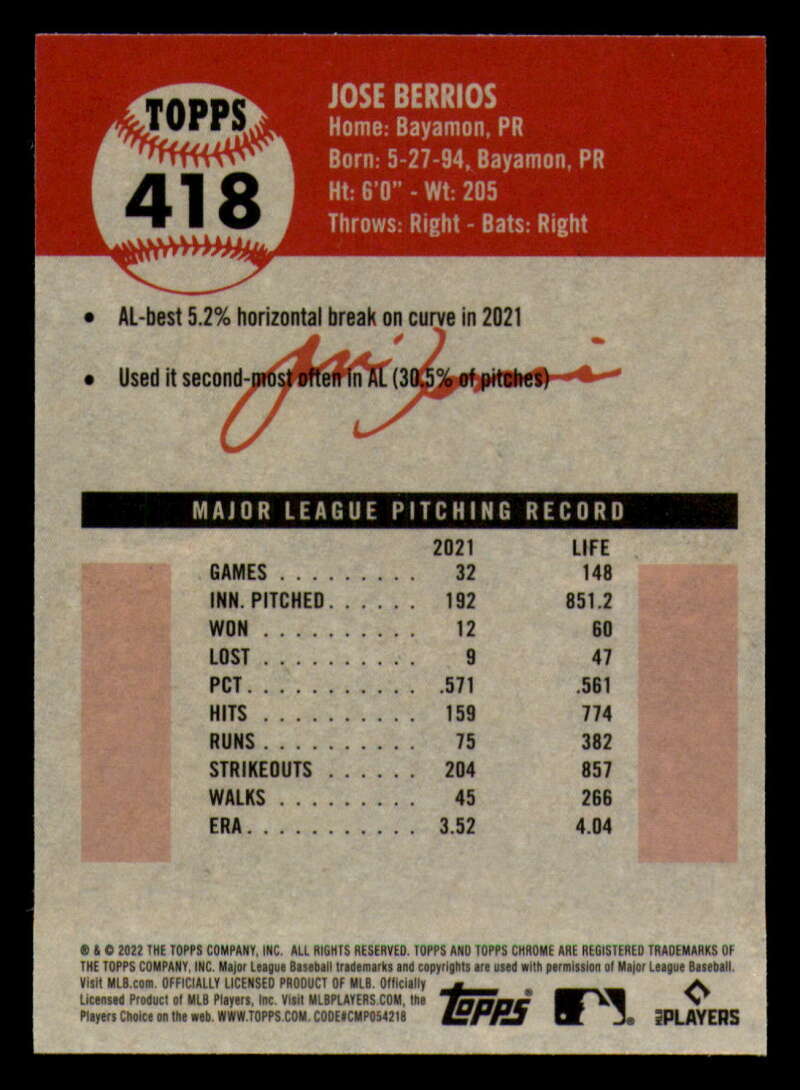 TOPPS
418
JOSE BERRIOS
Home: Bayamon, PR
Born: 5-27-94, Bayamon, PR
Ht: 6'0" - Wt: 205
Throws: Right - Bats: Right
• AL-best 5.2% horizontal break on curve in 2021
• Used it second-most often in AL (30.5% of pitches)
MAJOR LEAGUE PITCHING RECORD
2021 LIFE
GAMES . . . . . . . . . . 32 148
INN. PITCHED. . . . . . 192 851.2
WON . . . . . . . . . . . 12 60
LOST . . . . . . . . . . . 9 47
PCT. . . . . . . . . . . . .571 .561
HITS . . . . . . . . . . . 159 774
RUNS . . . . . . . . . . . 75 382
STRIKEOUTS . . . . . . 204 857
WALKS . . . . . . . . . 45 266
ERA. . . . . . . . . . . . 3.52 4.04
® & © 2022 THE TOPPS COMPANY, INC. ALL RIGHTS RESERVED. TOPPS AND TOPPS CHROME ARE REGISTERED TRADEMARKS OF
THE TOPPS COMPANY, INC. Major League Baseball trademarks and copyrights are used with permission of Major League Baseball.
Visit MLB.com. OFFICIALLY LICENSED PRODUCT OF MLB. Officially
Licensed Product of MLB Players, Inc. Visit MLBPLAYERS.COM, the
Players Choice on the web. WWW.TOPPS.COM. CODE#CMP054218
TOPPS®
MLB PLAYERS